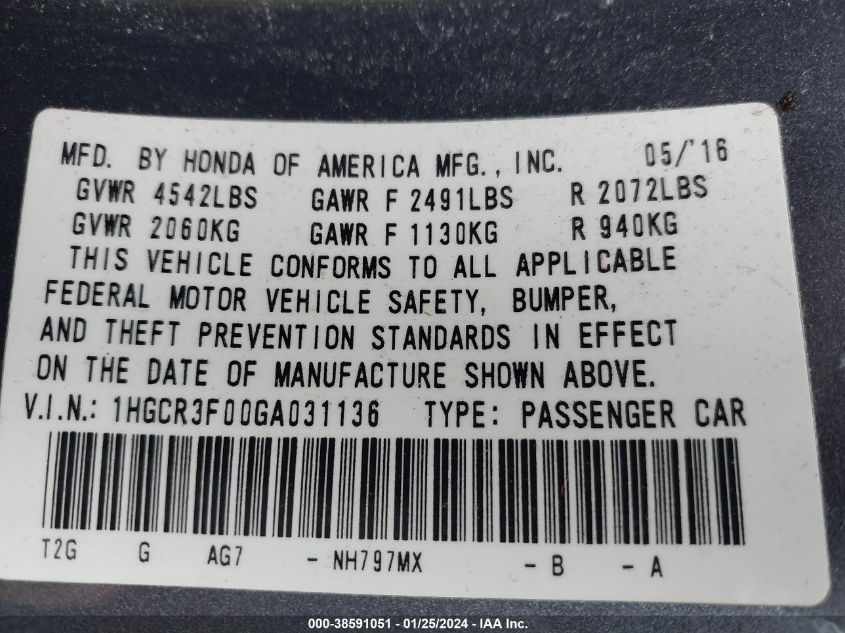 MFD. BY HONDA OF AMERICA MFG., INC. 05/'16
GVWR 4542LBS GAWR F 2491LBS R 2072LBS
GVWR 2060KG GAWR F 1130KG R 940KG
THIS VEHICLE CONFORMS TO ALL APPLICABLE
FEDERAL MOTOR VEHICLE SAFETY, BUMPER,
AND THEFT PREVENTION STANDARDS IN EFFECT
ON THE DATE OF MANUFACTURE SHOWN ABOVE.
V.I.N.: 1HGCR3F00GA031136 TYPE: PASSENGER CAR
T2G G AG7 - NH797MX - B - A
000-38591051 - 01/25/2024 - IAA Inc.